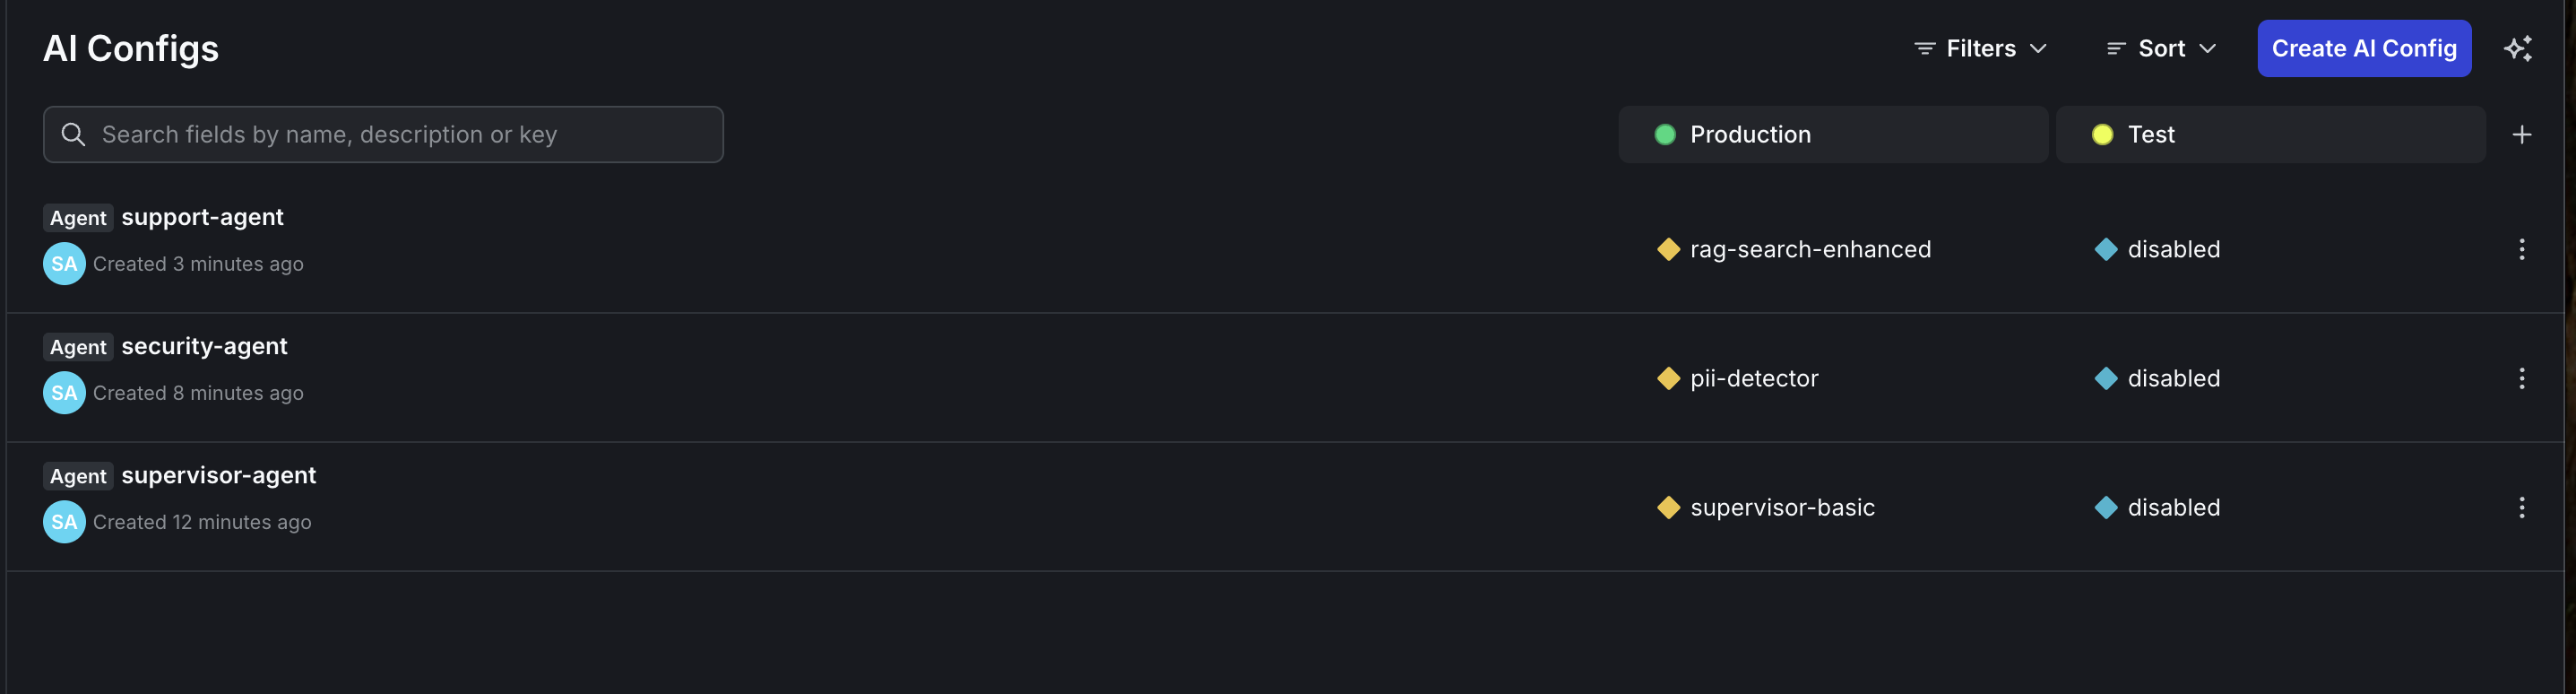 AI Configs
Filters
Sort
Create AI Config
Search fields by name, description or key
Production
Test
Agent support-agent
SA Created 3 minutes ago
rag-search-enhanced
disabled
Agent security-agent
SA Created 8 minutes ago
pii-detector
disabled
Agent supervisor-agent
SA Created 12 minutes ago
supervisor-basic
disabled